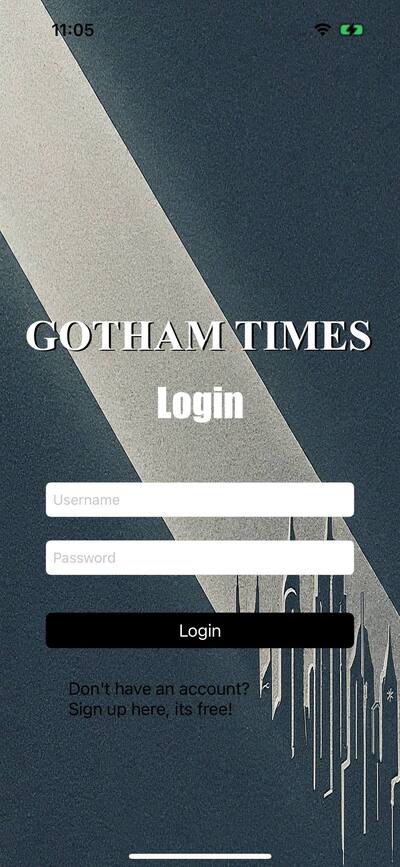 11:05
GOTHAM TIMES
Login
Username
Password
Login
Don't have an account?
Sign up here, its free!